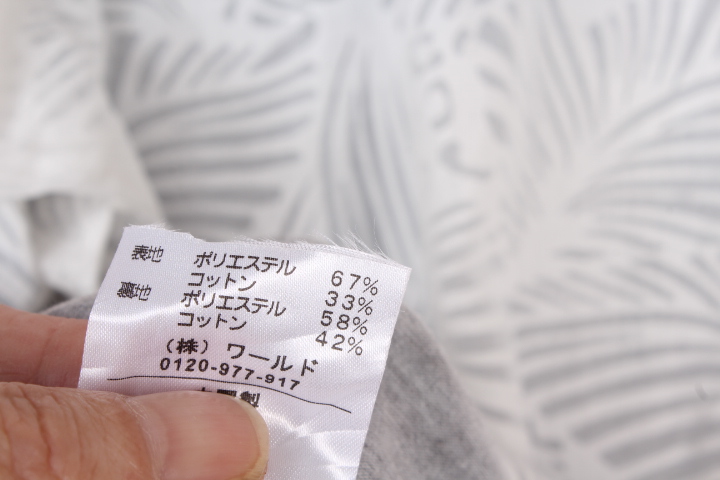 表地 ポリエステル 67%
コットン 33%
裏地 ポリエステル 58%
コットン 42%
(株) ワールド
0120-977-917